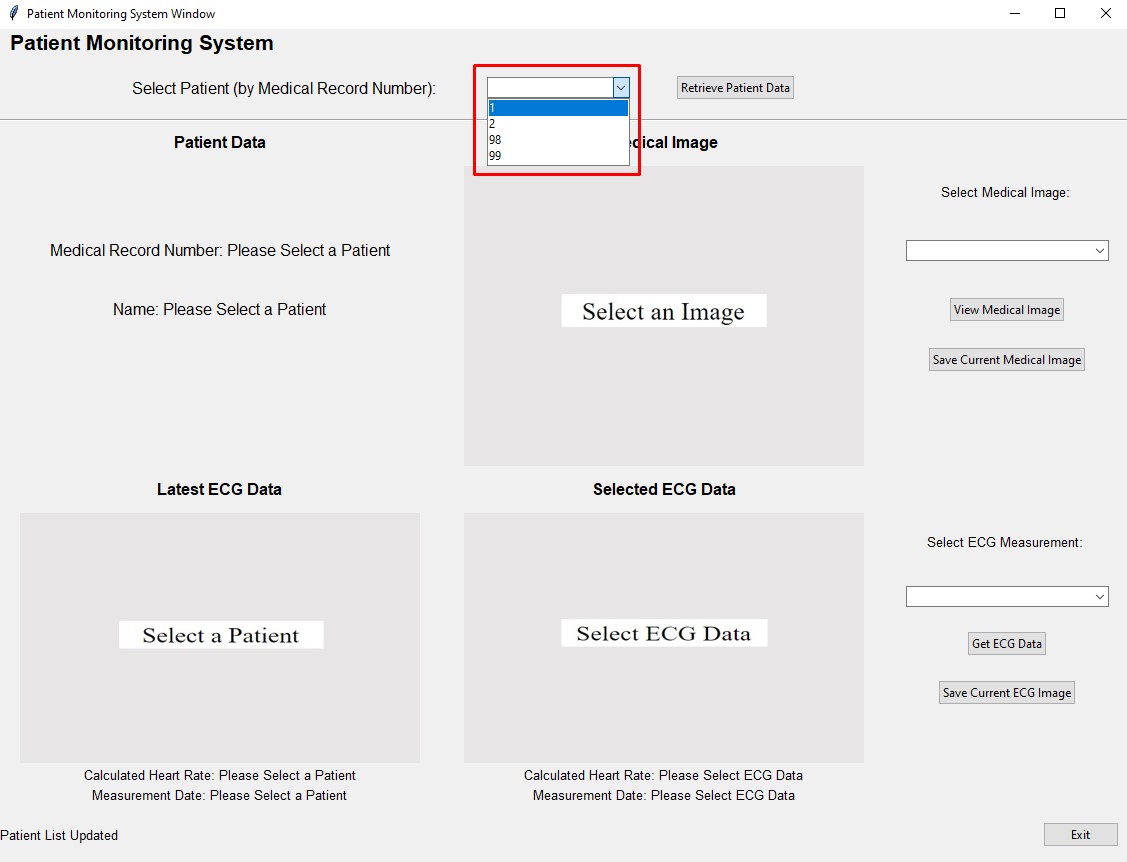 Patient Monitoring System Window
Patient Monitoring System
Select Patient (by Medical Record Number):
Retrieve Patient Data
1
2
98
99
Patient Data
edical Image
Select Medical Image:
Medical Record Number: Please Select a Patient
Name: Please Select a Patient
Select an Image
View Medical Image
Save Current Medical Image
Latest ECG Data
Selected ECG Data
Select ECG Measurement:
Select a Patient
Select ECG Data
Get ECG Data
Save Current ECG Image
Calculated Heart Rate: Please Select a Patient
Measurement Date: Please Select a Patient
Calculated Heart Rate: Please Select ECG Data
Measurement Date: Please Select ECG Data
Patient List Updated
Exit